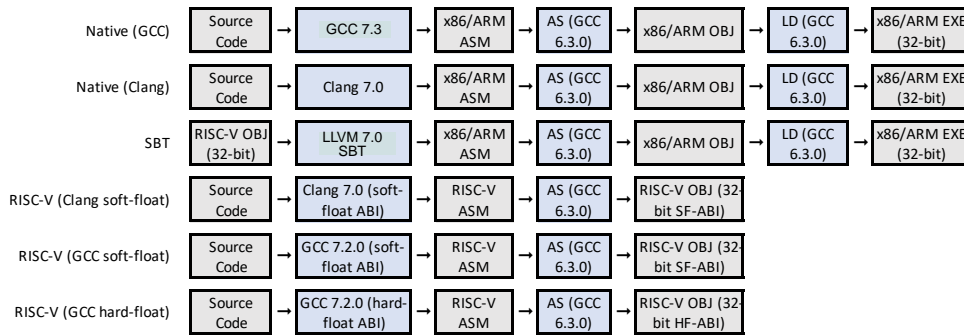 Native (GCC) Source Code → GCC 7.3 → x86/ARM ASM → AS (GCC 6.3.0) → x86/ARM OBJ → LD (GCC 6.3.0) → x86/ARM EXE (32-bit)
Native (Clang) Source Code → Clang 7.0 → x86/ARM ASM → AS (GCC 6.3.0) → x86/ARM OBJ → LD (GCC 6.3.0) → x86/ARM EXE (32-bit)
SBT RISC-V OBJ (32-bit) → LLVM 7.0 SBT → x86/ARM ASM → AS (GCC 6.3.0) → x86/ARM OBJ → LD (GCC 6.3.0) → x86/ARM EXE (32-bit)
RISC-V (Clang soft-float) Source Code → Clang 7.0 (soft-float ABI) → RISC-V ASM → AS (GCC 6.3.0) → RISC-V OBJ (32-bit SF-ABI)
RISC-V (GCC soft-float) Source Code → GCC 7.2.0 (soft-float ABI) → RISC-V ASM → AS (GCC 6.3.0) → RISC-V OBJ (32-bit SF-ABI)
RISC-V (GCC hard-float) Source Code → GCC 7.2.0 (hard-float ABI) → RISC-V ASM → AS (GCC 6.3.0) → RISC-V OBJ (32-bit HF-ABI)